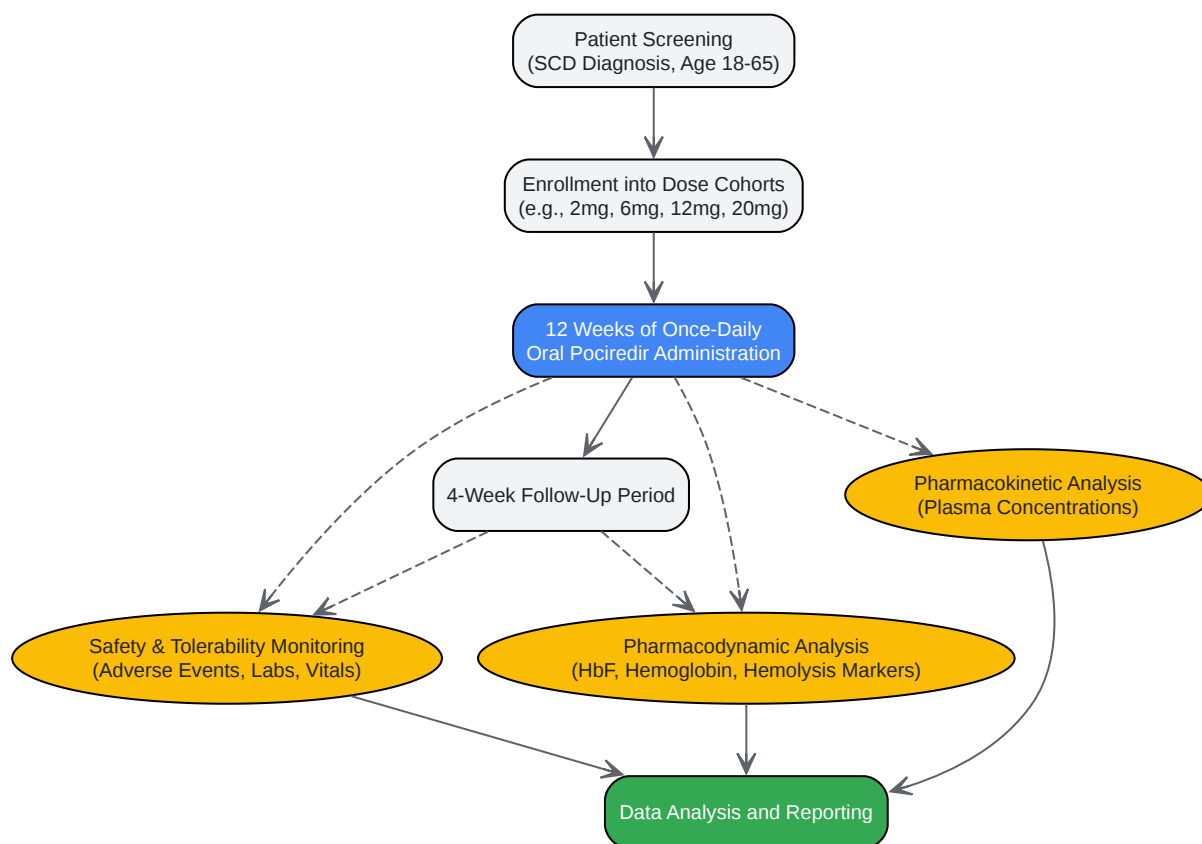 Patient Screening
(SCD Diagnosis, Age 18-65)
Enrollment into Dose Cohorts
(e.g., 2mg, 6mg, 12mg, 20mg)
12 Weeks of Once-Daily
Oral Pociredir Administration
4-Week Follow-Up Period
Pharmacokinetic Analysis
(Plasma Concentrations)
Safety & Tolerability Monitoring
(Adverse Events, Labs, Vitals)
Pharmacodynamic Analysis
(HbF, Hemoglobin, Hemolysis Markers)
Data Analysis and Reporting